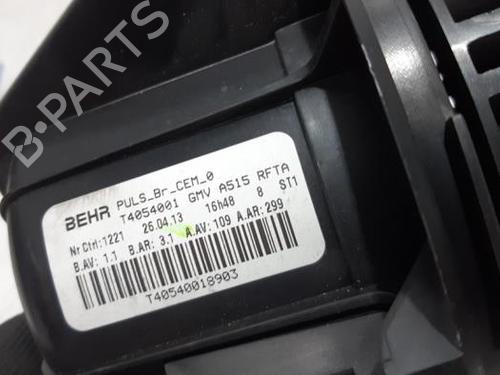 B-PARTS
BEHR PULS_Br_CEM_0
T4054001 GMV A515 RFTA
Nr Ctrl:1221 26.04.13 16h48 8 ST1
B.AV: 1.1 B.AR: 3.1 A.AV: 109 A.AR: 299
T40540018903